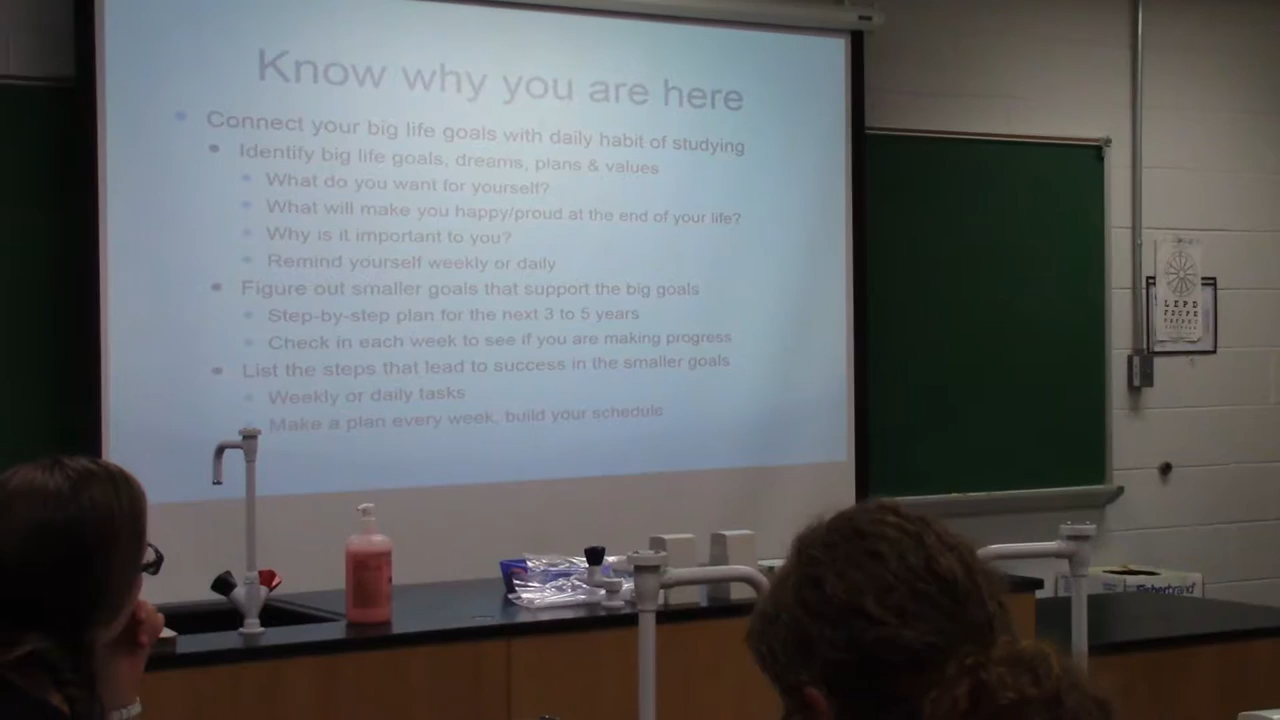 Know why you are here
Connect your big life goals with daily habit of studying
Identify big life goals, dreams, plans & values
What do you want for yourself?
What will make you happy/proud at the end of your life?
Why is it important to you?
Remind yourself weekly or daily
Figure out smaller goals that support the big goals
Step-by-step plan for the next 3 to 5 years
Check in each week to see if you are making progress
List the steps that lead to success in the smaller goals
Weekly or daily tasks
Make a plan every week, build your schedule
L E P D